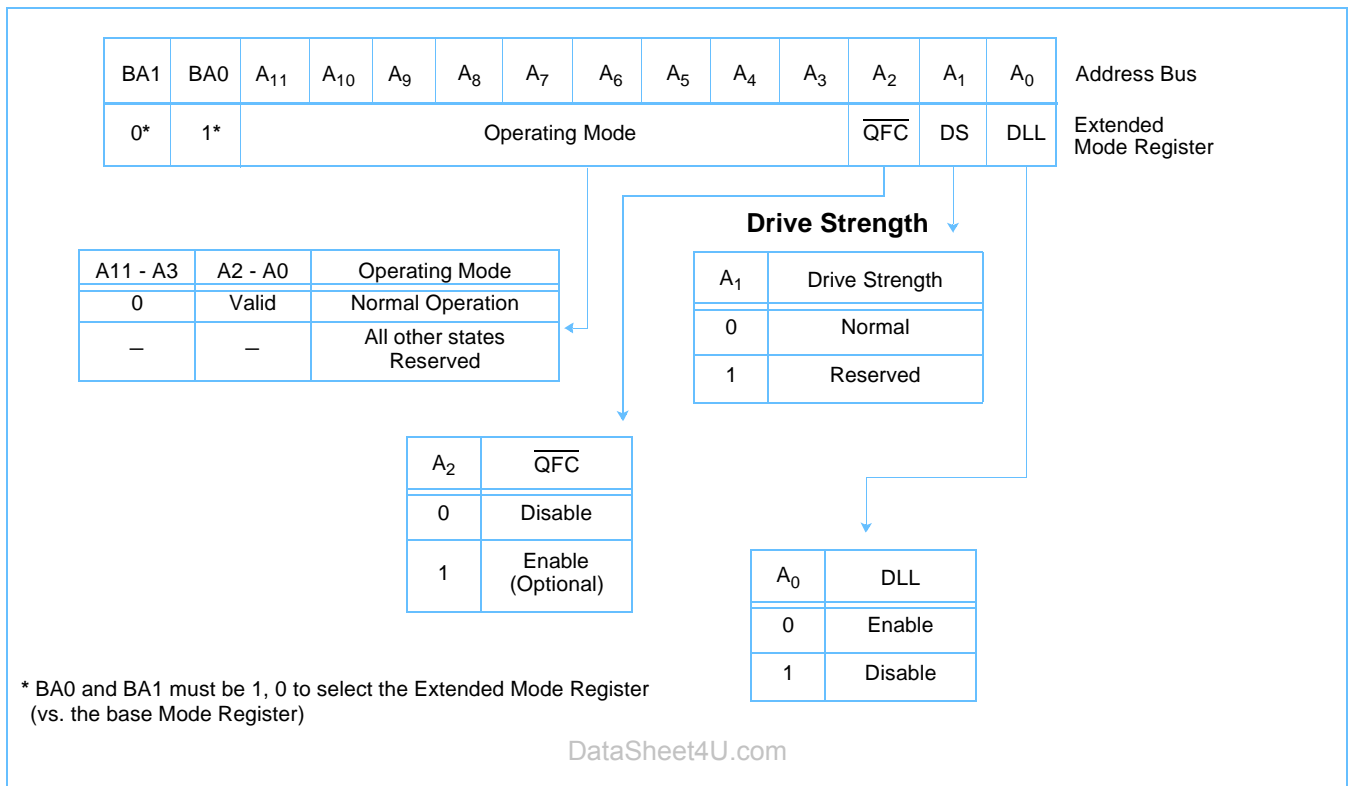 BA1 BA0 A11 A10 A9 A8 A7 A6 A5 A4 A3 A2 A1 A0 Address Bus
0* 1* Operating Mode QFC DS DLL Extended
Mode Register
Drive Strength
A11 - A3 A2 - A0 Operating Mode
0 Valid Normal Operation
– – All other states
Reserved
A1 Drive Strength
0 Normal
1 Reserved
A2 QFC
0 Disable
1 Enable
(Optional)
A0 DLL
0 Enable
1 Disable
* BA0 and BA1 must be 1, 0 to select the Extended Mode Register
(vs. the base Mode Register)
DataSheet4U.com